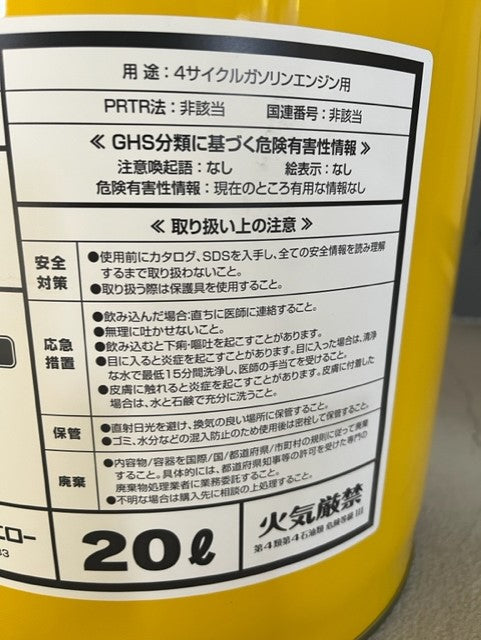 用 途：4サイクルガソリンエンジン用
PRTR法：非該当　国連番号：非該当
≪ GHS分類に基づく危険有害性情報 ≫
注意喚起語：なし　絵表示：なし
危険有害性情報：現在のところ有用な情報なし
≪ 取り扱い上の注意 ≫
安全対策
●使用前にカタログ、SDSを入手し、全ての安全情報を読み理解
するまで取り扱わないこと。
●取り扱う際は保護具を使用すること。
応急措置
●飲み込んだ場合：直ちに医師に連絡すること。
●無理に吐かせないこと。
●飲み込むと下痢・嘔吐を起こすことがあります。
●目に入ると炎症を起こすことがあります。目に入った場合は、清浄
な水で最低15分間洗浄し、医師の手当てを受けること。
●皮膚に触れると炎症を起こすことがあります。皮膚に付着した
場合は、水と石鹸で充分に洗うこと。
保管
●直射日光を避け、換気の良い場所に保管すること。
●ゴミ、水分などの混入防止のため使用後は密栓して保管すること。
廃棄
●内容物/容器を国際/国/都道府県/市町村の規則に従って廃棄
すること。具体的には、都道府県知事等の許可を受けた専門の
廃棄物処理業者に業務委託すること。
●不明な場合は購入先に相談の上処理すること。
エロー
20ℓ
火気厳禁
第4類第4石油類 危険等級 III